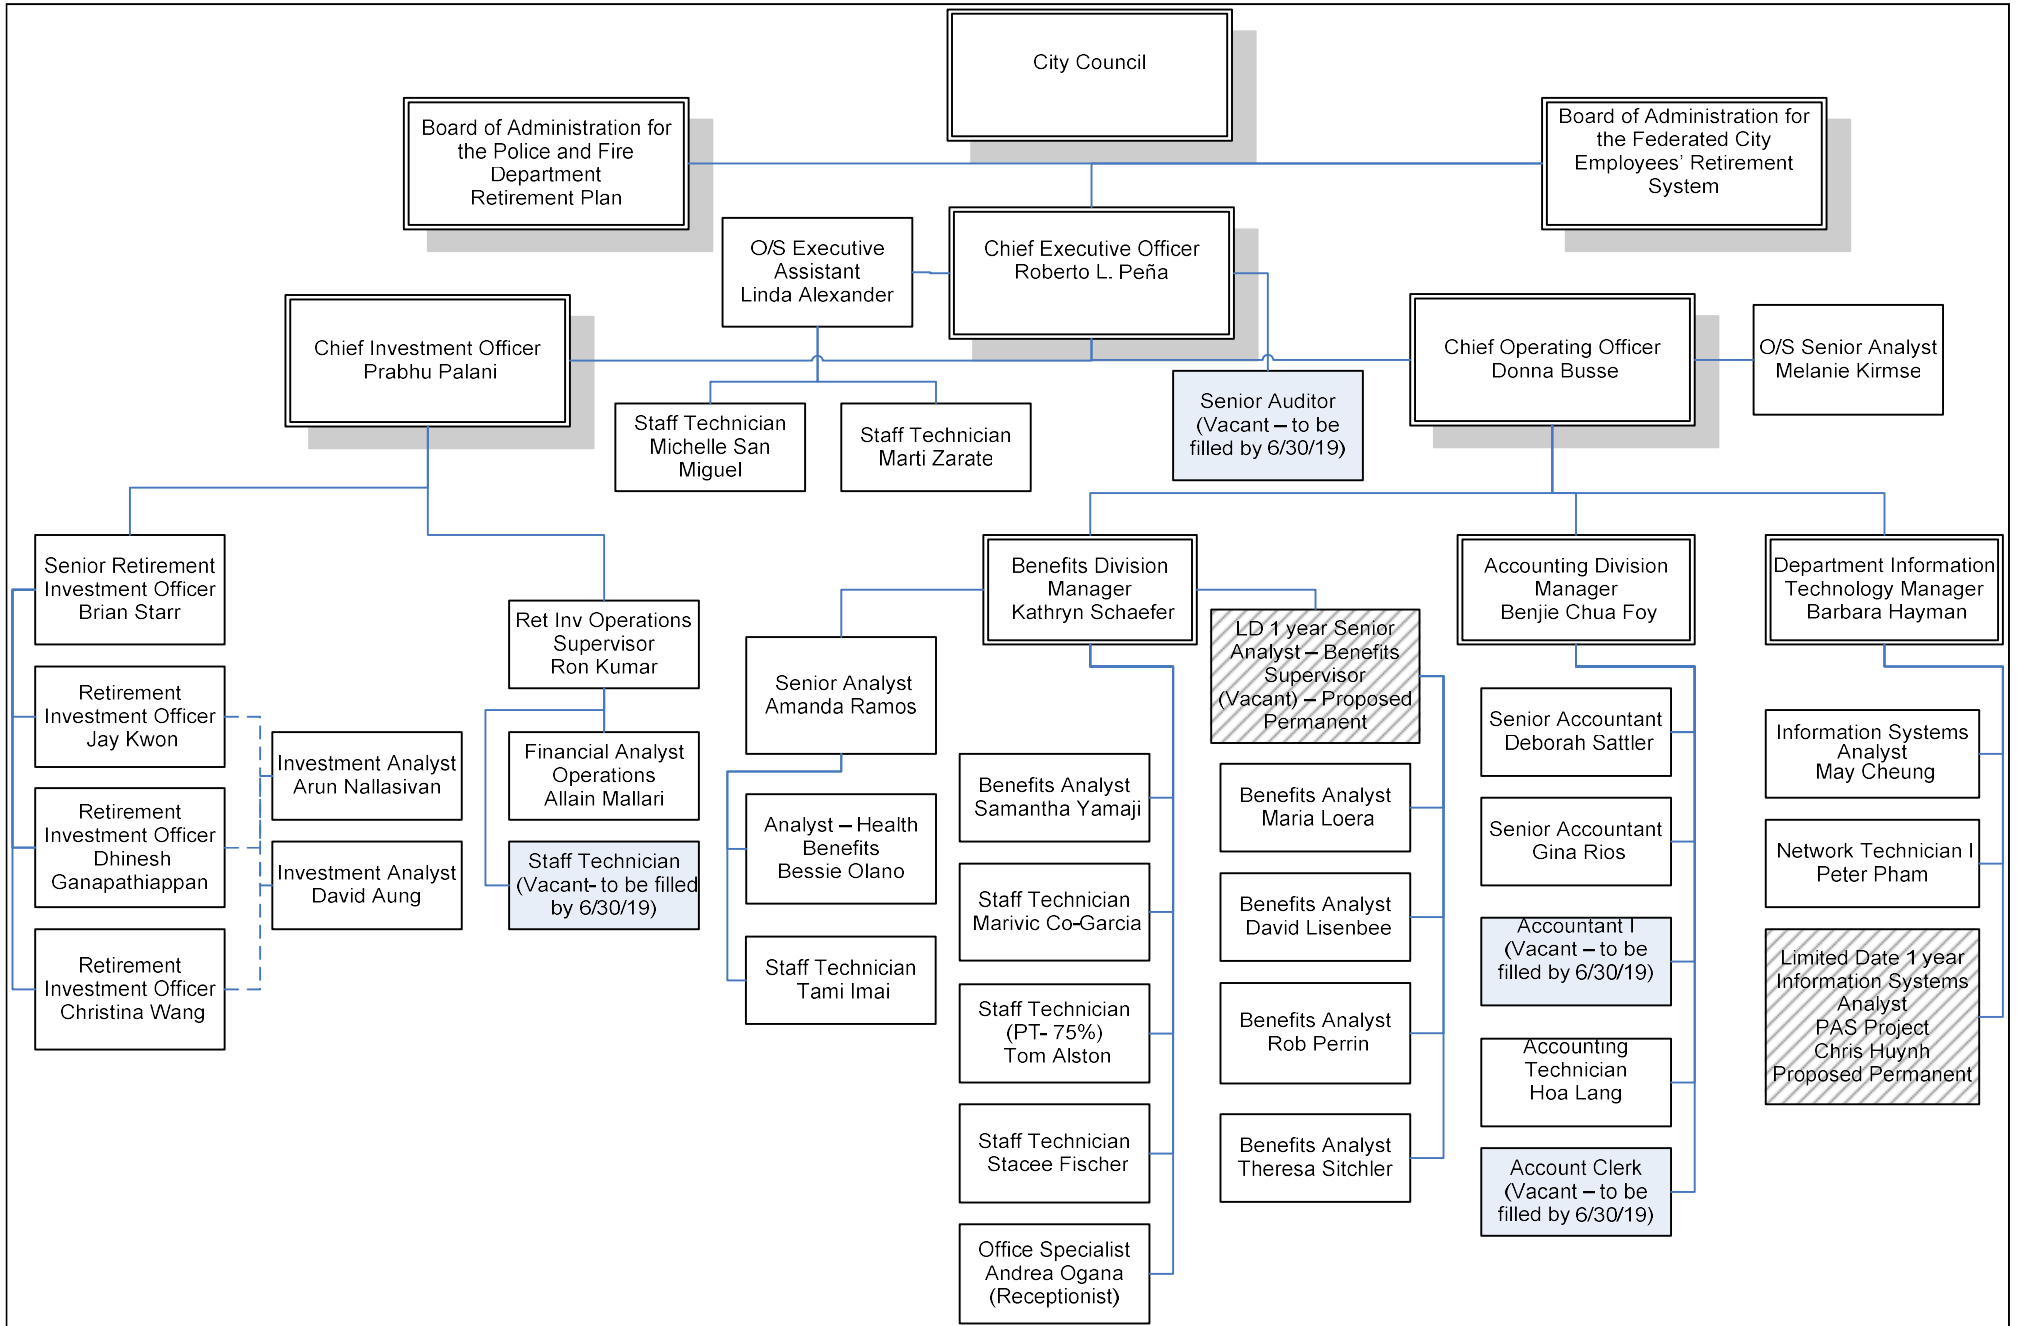 City Council
Board of Administration for
the Police and Fire
Department
Retirement Plan
Board of Administration for
the Federated City
Employees’ Retirement
System
O/S Executive
Assistant
Linda Alexander
Chief Executive Officer
Roberto L. Peña
Chief Investment Officer
Prabhu Palani
Chief Operating Officer
Donna Busse
O/S Senior Analyst
Melanie Kirmse
Staff Technician
Michelle San
Miguel
Staff Technician
Marti Zarate
Senior Auditor
(Vacant – to be
filled by 6/30/19)
Senior Retirement
Investment Officer
Brian Starr
Retirement
Investment Officer
Jay Kwon
Retirement
Investment Officer
Dhinesh
Ganapathiappan
Retirement
Investment Officer
Christina Wang
Investment Analyst
Arun Nallasivan
Investment Analyst
David Aung
Ret Inv Operations
Supervisor
Ron Kumar
Financial Analyst
Operations
Allain Mallari
Staff Technician
(Vacant- to be filled
by 6/30/19)
Benefits Division
Manager
Kathryn Schaefer
Senior Analyst
Amanda Ramos
Analyst – Health
Benefits
Bessie Olano
Staff Technician
Tami Imai
Benefits Analyst
Samantha Yamaji
Staff Technician
Marivic Co-Garcia
Staff Technician
(PT- 75%)
Tom Alston
Staff Technician
Stacee Fischer
Office Specialist
Andrea Ogana
(Receptionist)
LD 1 year Senior
Analyst – Benefits
Supervisor
(Vacant) – Proposed
Permanent
Benefits Analyst
Maria Loera
Benefits Analyst
David Lisenbee
Benefits Analyst
Rob Perrin
Benefits Analyst
Theresa Sitchler
Accounting Division
Manager
Benjie Chua Foy
Senior Accountant
Deborah Sattler
Senior Accountant
Gina Rios
Accountant I
(Vacant – to be
filled by 6/30/19)
Accounting
Technician
Hoa Lang
Account Clerk
(Vacant – to be
filled by 6/30/19)
Department Information
Technology Manager
Barbara Hayman
Information Systems
Analyst
May Cheung
Network Technician I
Peter Pham
Limited Date 1 year
Information Systems
Analyst
PAS Project
Chris Huynh
Proposed Permanent